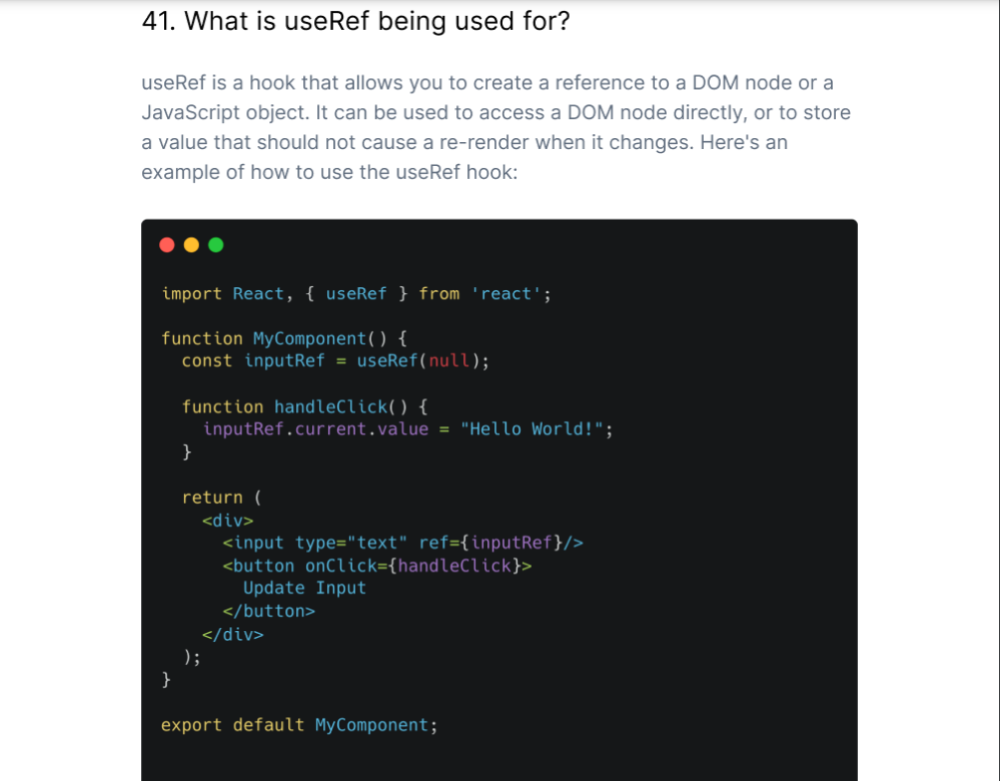 41. What is useRef being used for?
useRef is a hook that allows you to create a reference to a DOM node or a
JavaScript object. It can be used to access a DOM node directly, or to store
a value that should not cause a re-render when it changes. Here's an
example of how to use the useRef hook:
import React, { useRef } from 'react';
function MyComponent() {
  const inputRef = useRef(null);
  function handleClick() {
    inputRef.current.value = "Hello World!";
  }
  return (
    <div>
      <input type="text" ref={inputRef}/>
      <button onClick={handleClick}>
        Update Input
      </button>
    </div>
  );
}
export default MyComponent;